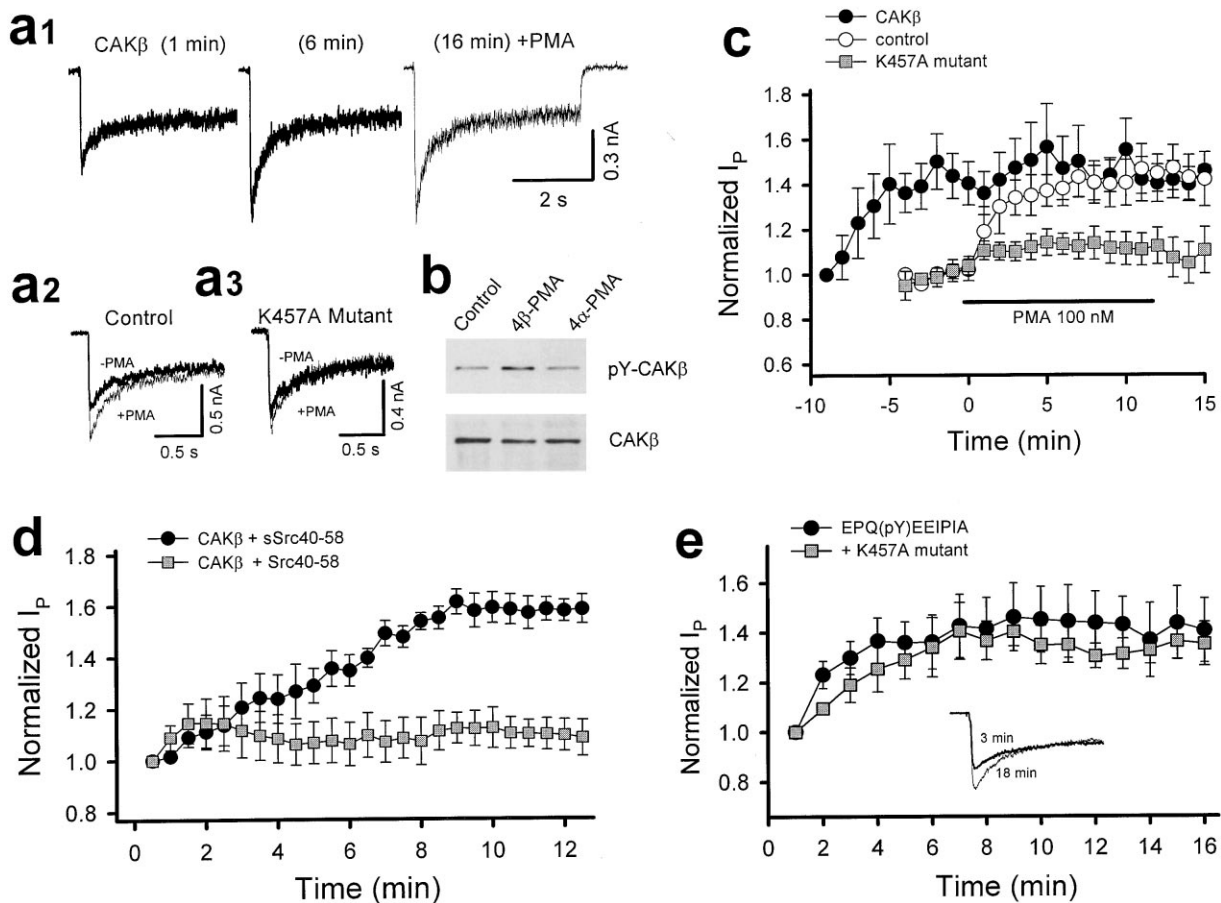 a1
CAKβ (1 min)
(6 min)
(16 min) +PMA
0.3 nA
2 s
a2
Control
-PMA
+PMA
0.5 nA
0.5 s
a3
K457A Mutant
-PMA
+PMA
0.4 nA
0.5 s
b
Control
4β-PMA
4α-PMA
pY-CAKβ
CAKβ
c
CAKβ
control
K457A mutant
Normalized IP
1.8
1.6
1.4
1.2
1.0
0.8
0.6
PMA 100 nM
-10 -5 0 5 10 15
Time (min)
d
CAKβ + sSrc40-58
CAKβ + Src40-58
Normalized IP
1.8
1.6
1.4
1.2
1.0
0.8
0 2 4 6 8 10 12
Time (min)
e
EPQ(pY)EEIPIA
+ K457A mutant
Normalized IP
1.6
1.4
1.2
1.0
0.8
3 min
18 min
0 2 4 6 8 10 12 14 16
Time (min)